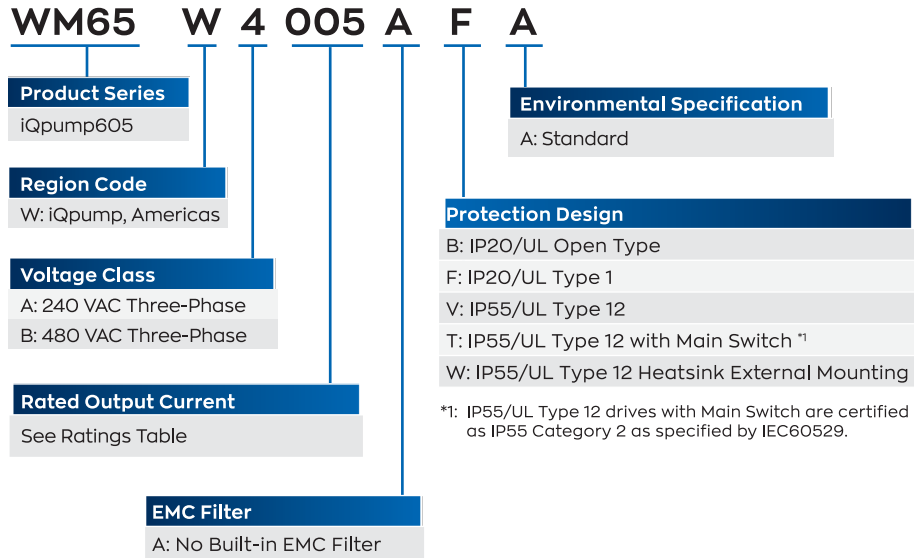 WM65 W 4 005 A F A
Product Series
iQpump605
Region Code
W: iQpump, Americas
Voltage Class
A: 240 VAC Three-Phase
B: 480 VAC Three-Phase
Rated Output Current
See Ratings Table
EMC Filter
A: No Built-in EMC Filter
Environmental Specification
A: Standard
Protection Design
B: IP20/UL Open Type
F: IP20/UL Type 1
V: IP55/UL Type 12
T: IP55/UL Type 12 with Main Switch *1
W: IP55/UL Type 12 Heatsink External Mounting
*1: IP55/UL Type 12 drives with Main Switch are certified
as IP55 Category 2 as specified by IEC60529.